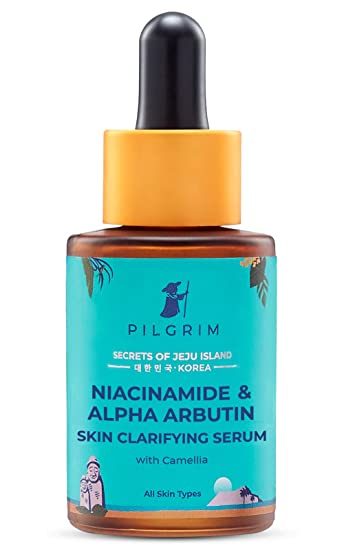 PILGRIM
SECRETS OF JEJU ISLAND
대한민국·KOREA
NIACINAMIDE &
ALPHA ARBUTIN
SKIN CLARIFYING SERUM
with Camellia
All Skin Types